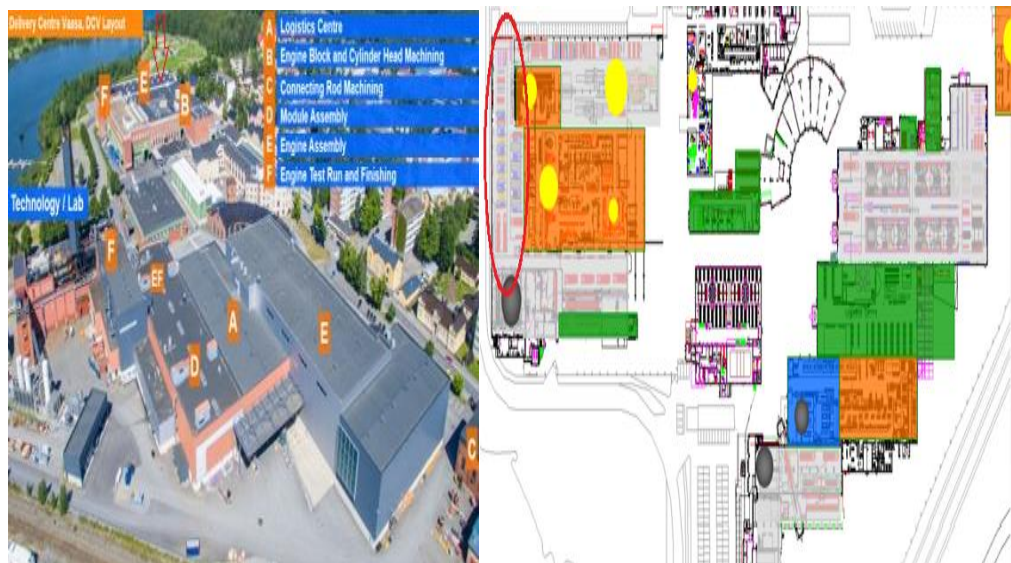 Delivery Centre Vaasa, DCV Layout
A Logistics Centre
B Engine Block and Cylinder Head Machining
C Connecting Rod Machining
D Module Assembly
E Engine Assembly
F Engine Test Run and Finishing
F
E
B
Technology / Lab
F
EF
A
E
D
C